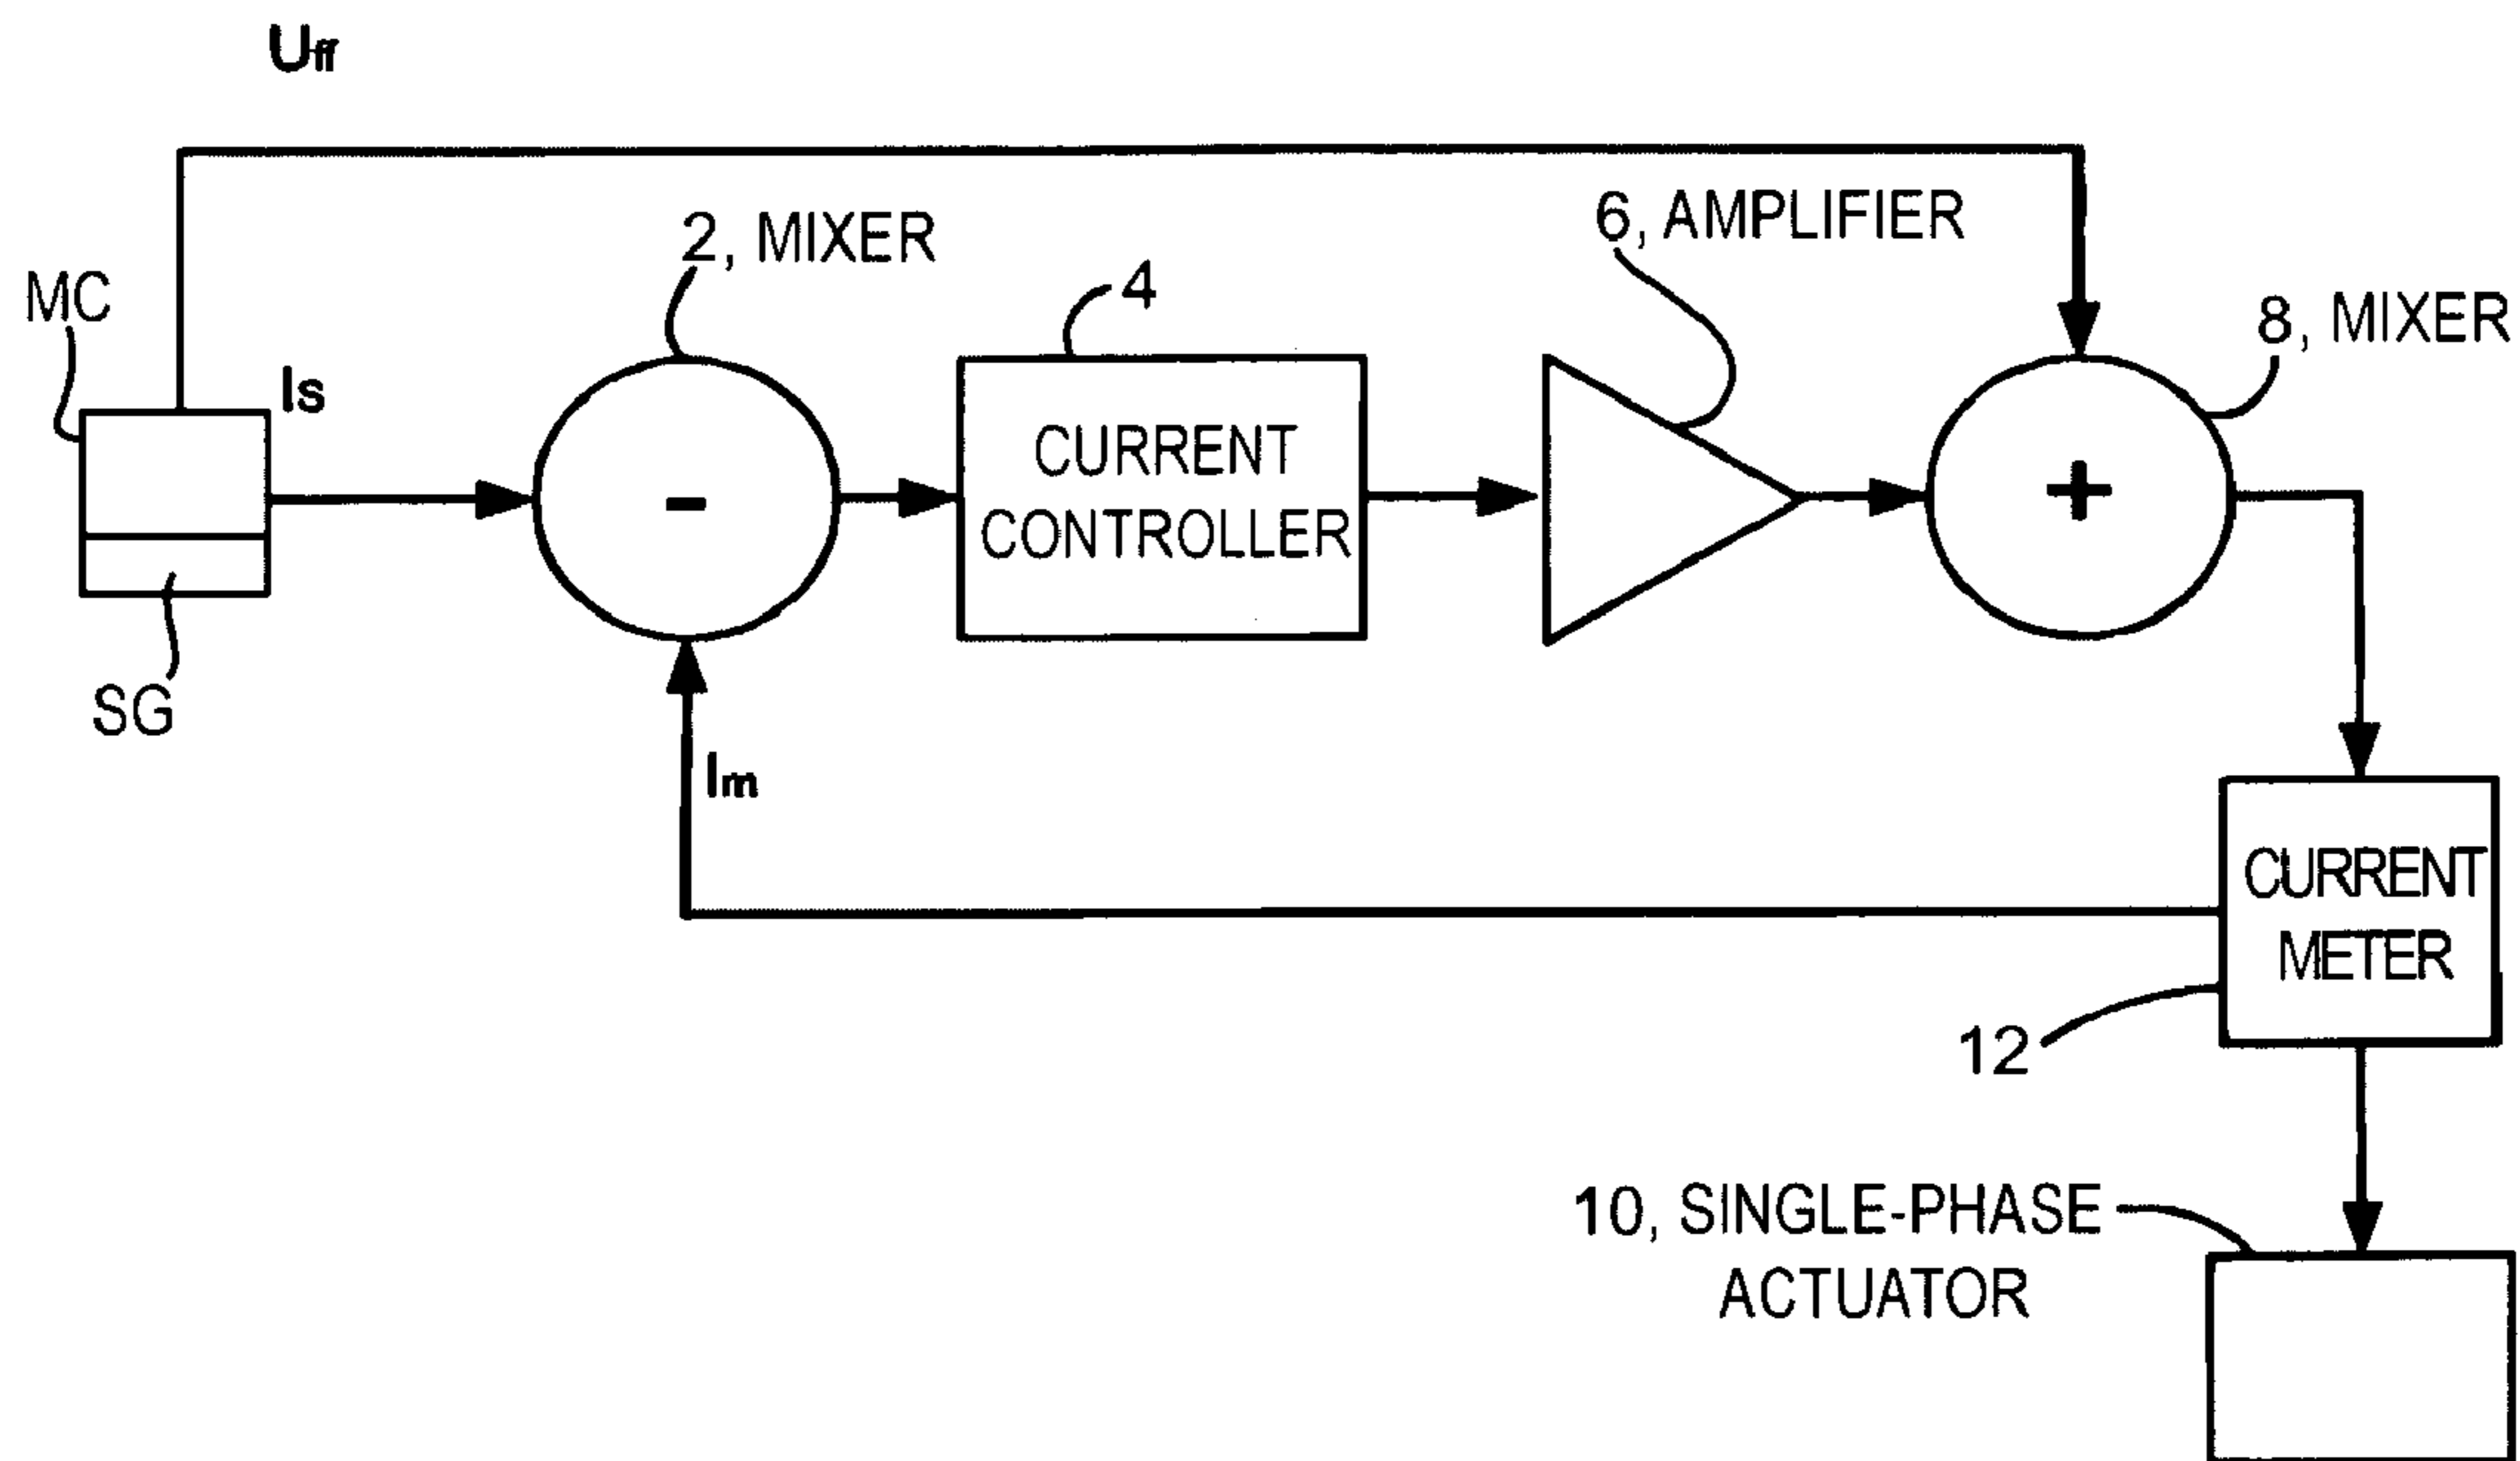 Uff
2, MIXER
6, AMPLIFIER
4
MC
8, MIXER
Is
CURRENT
CONTROLLER
-
+
SG
Im
CURRENT
METER
12
10, SINGLE-PHASE
ACTUATOR